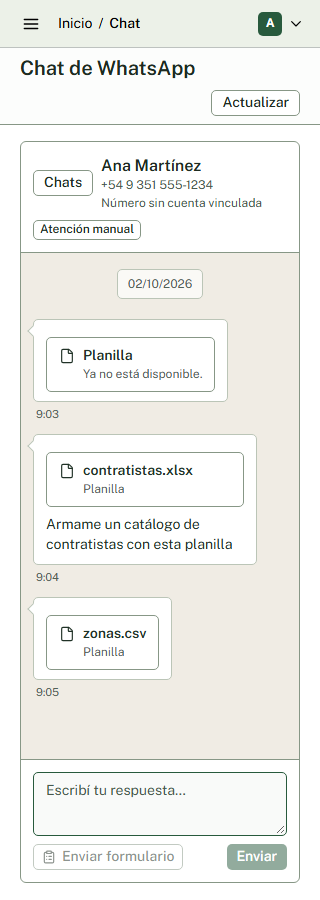 Inicio / Chat
A
Chat de WhatsApp
Actualizar
Chats
Ana Martínez
+54 9 351 555-1234
Número sin cuenta vinculada
Atención manual
02/10/2026
Planilla
Ya no está disponible.
9:03
contratistas.xlsx
Planilla
Armame un catálogo de
contratistas con esta planilla
9:04
zonas.csv
Planilla
9:05
Escribí tu respuesta...
Enviar formulario
Enviar